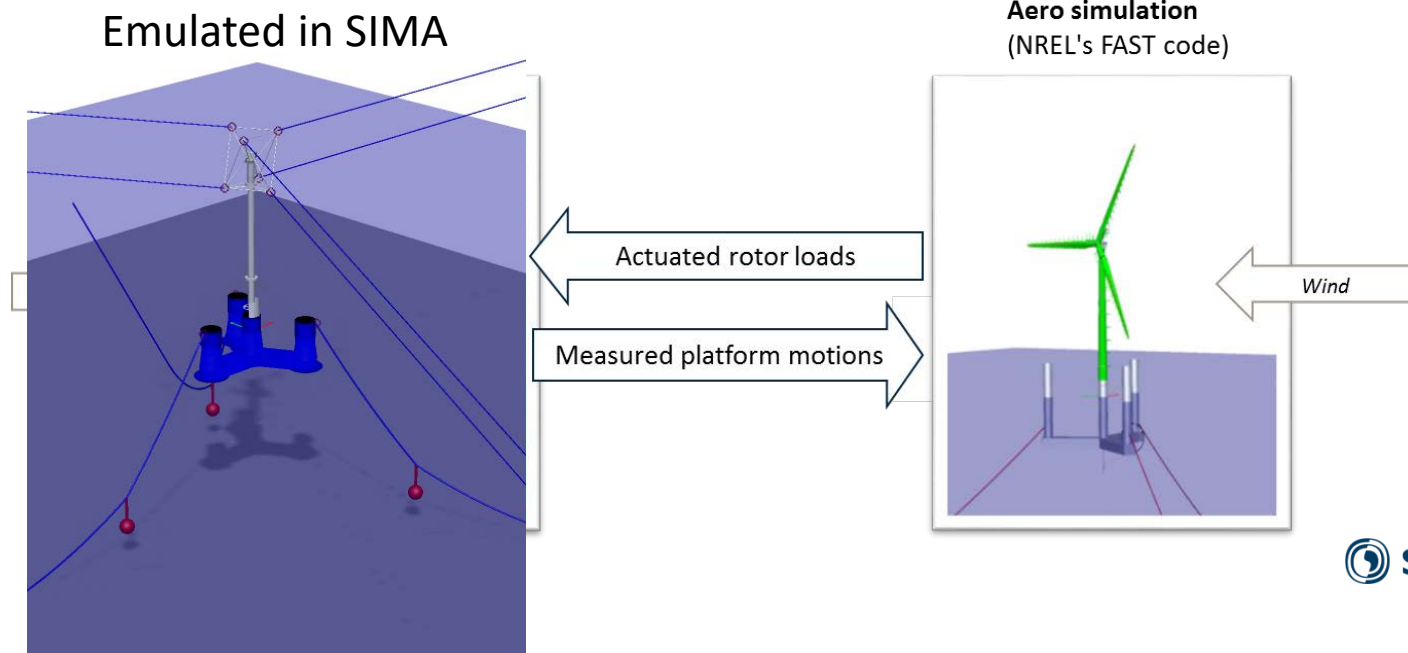 Emulated in SIMA
Aero simulation
(NREL's FAST code)
Actuated rotor loads
Wind
Measured platform motions
S